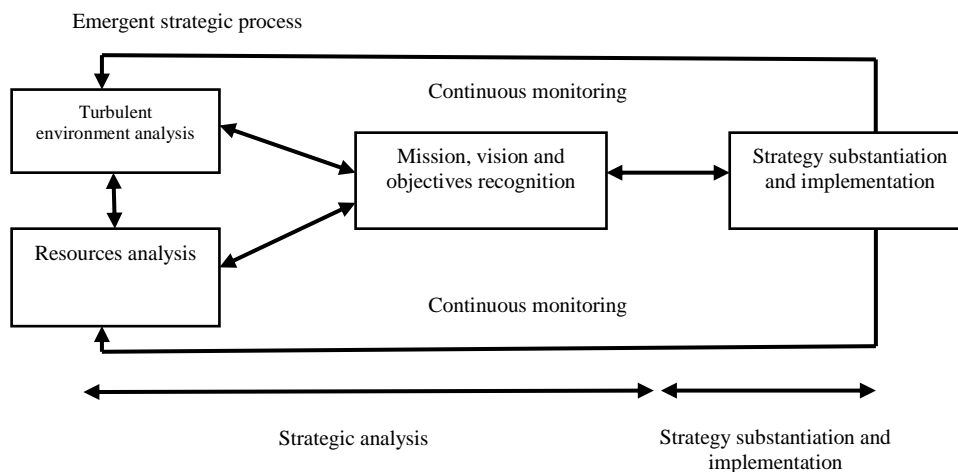 Emergent strategic process
Continuous monitoring
Turbulent
environment analysis
Mission, vision and
objectives recognition
Strategy substantiation
and implementation
Resources analysis
Continuous monitoring
Strategic analysis
Strategy substantiation and
implementation